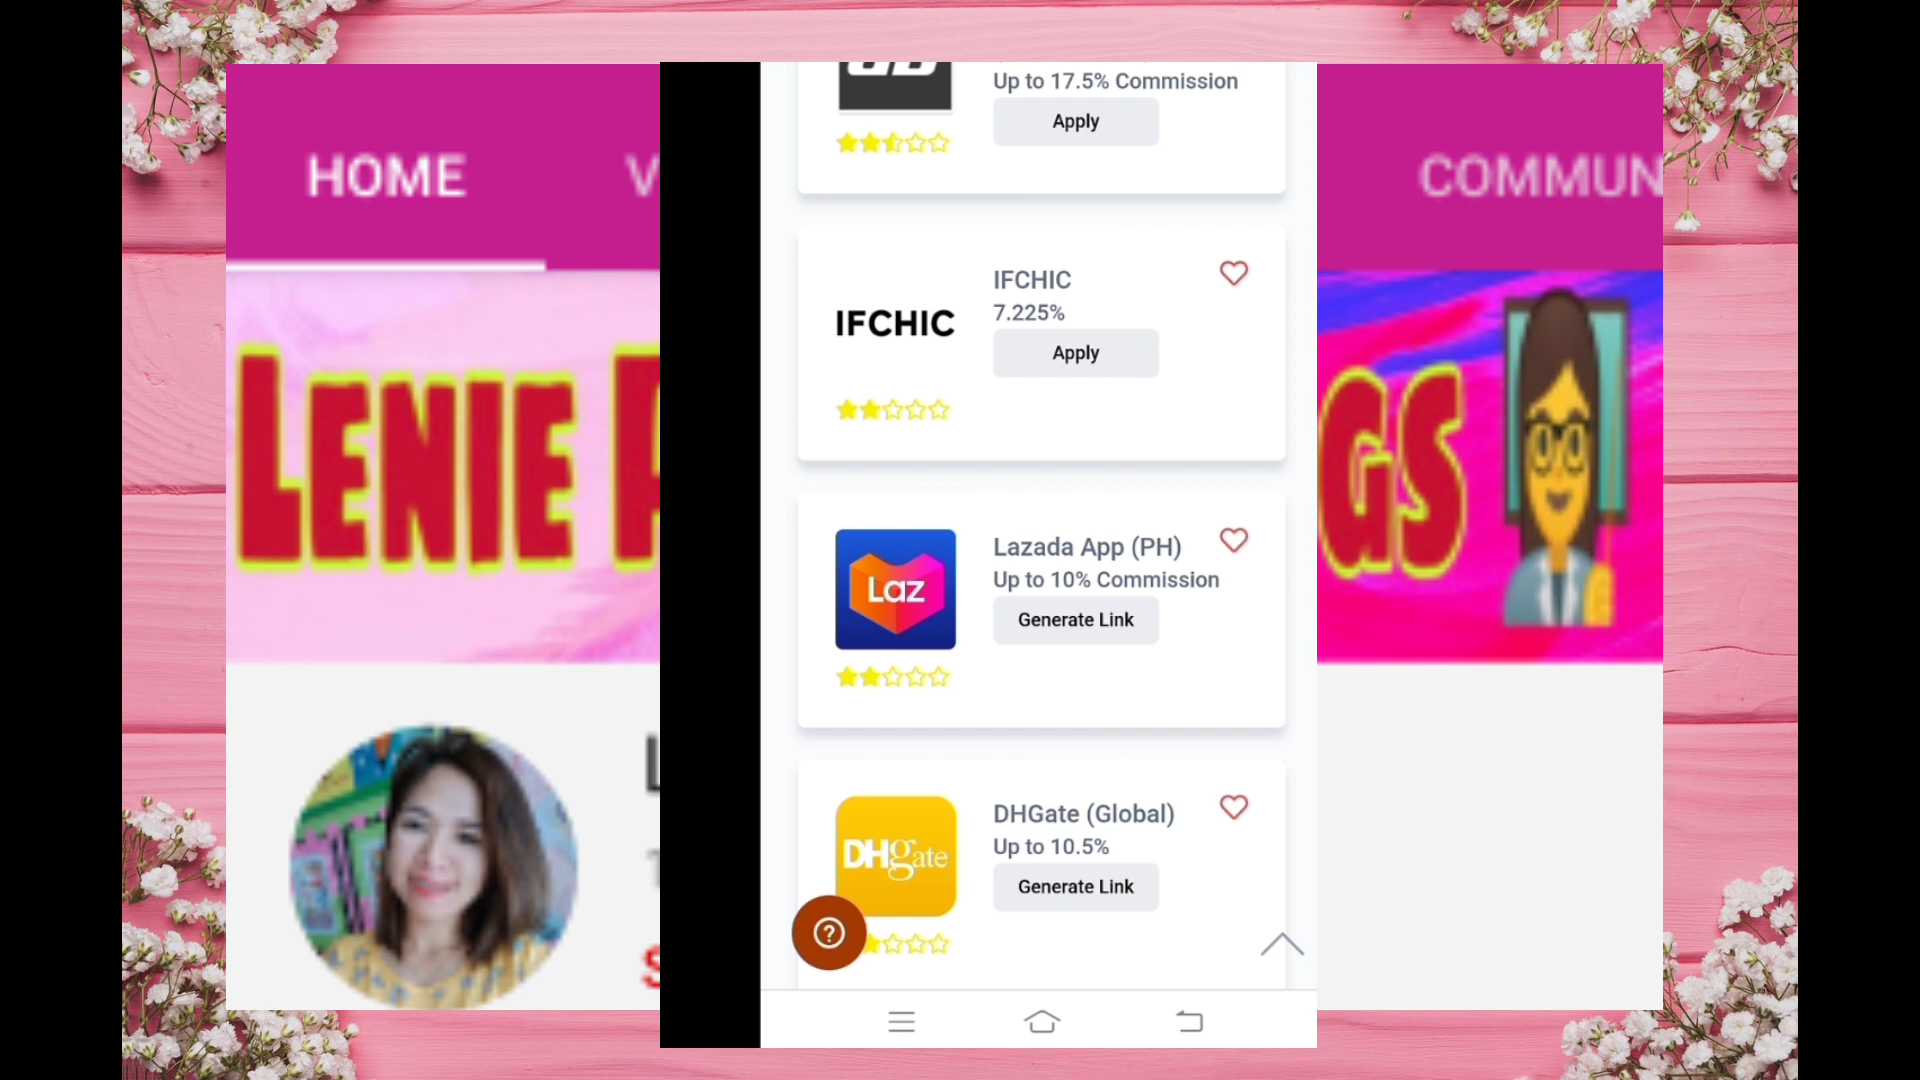 HOME
COMMUN
LENIE
GS
Up to 17.5% Commission
Apply
IFCHIC
IFCHIC
7.225%
Apply
Laz
Lazada App (PH)
Up to 10% Commission
Generate Link
DHgate
DHGate (Global)
Up to 10.5%
Generate Link
?